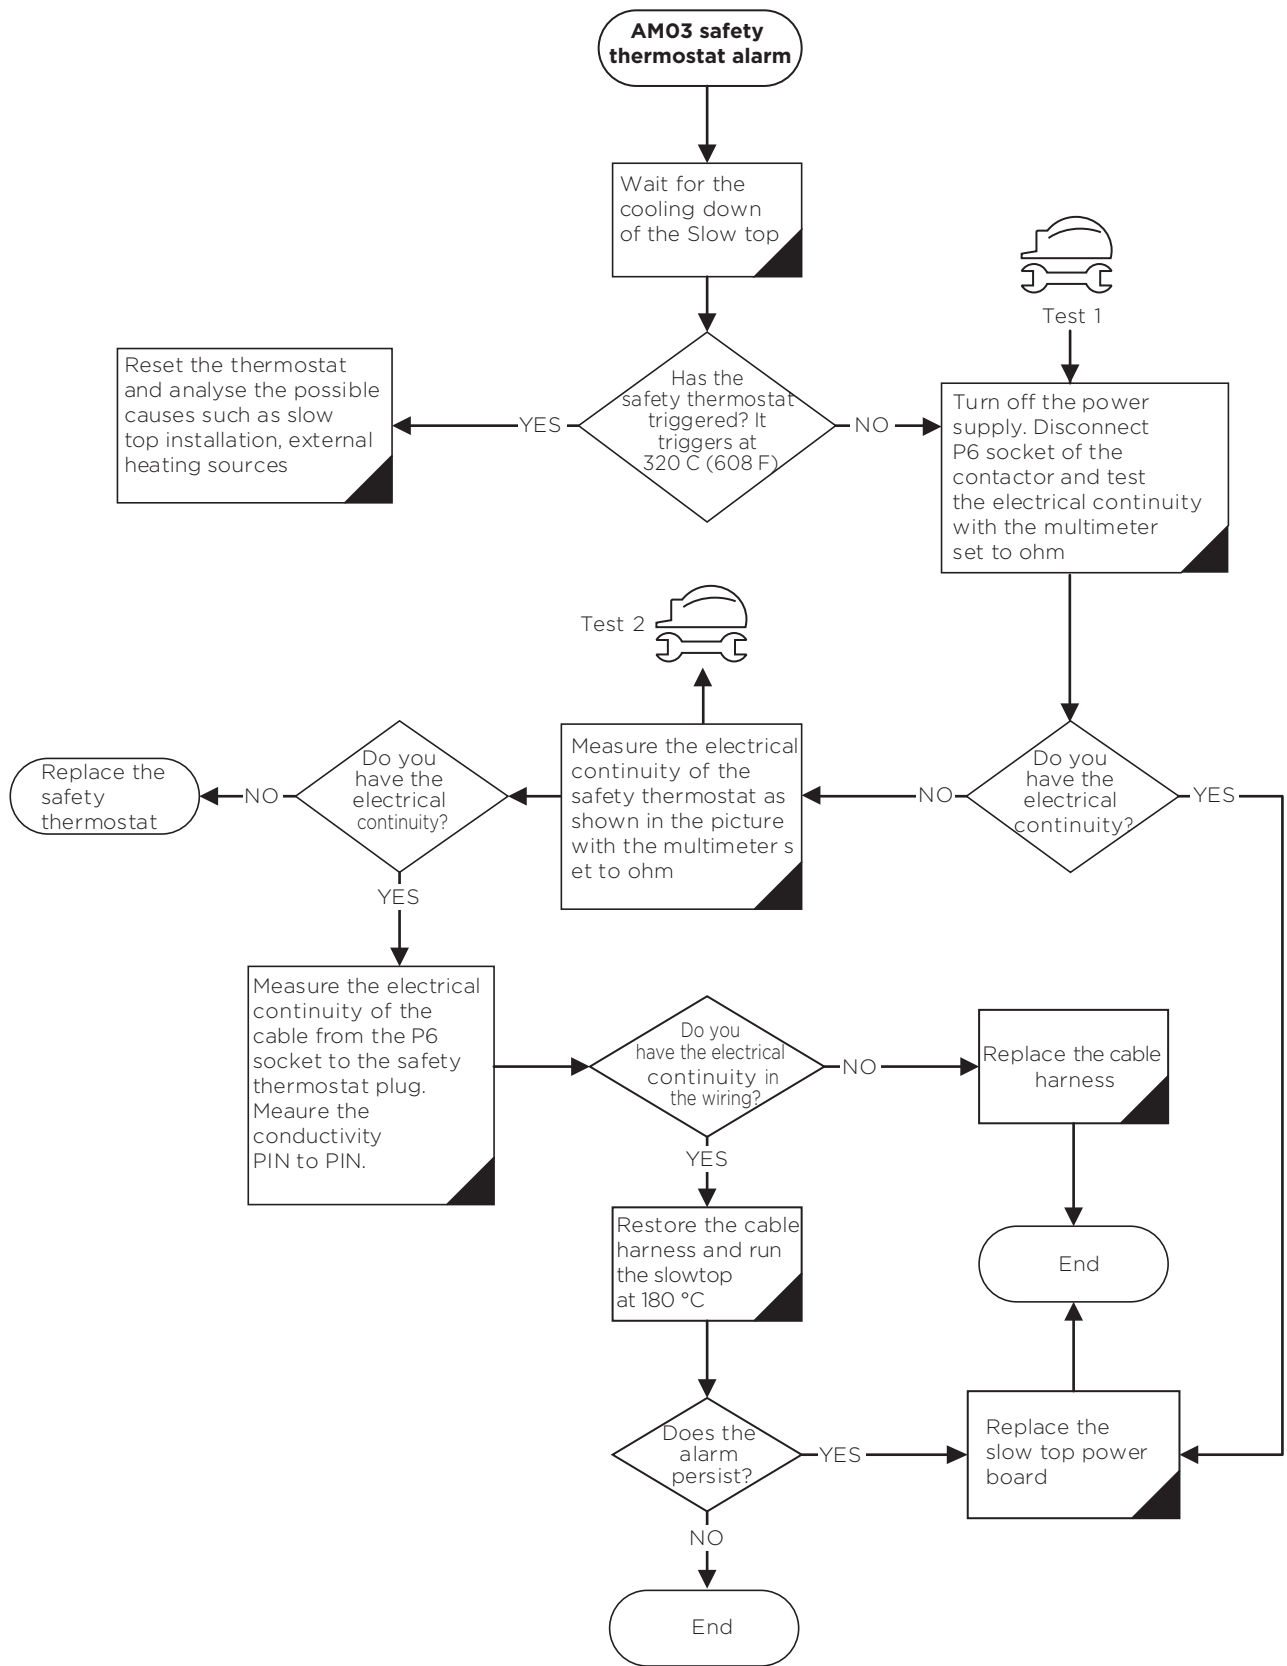 AM03 safety
thermostat alarm
Wait for the
cooling down
of the Slow top
Test 1
Reset the thermostat
and analyse the possible
causes such as slow
top installation, external
heating sources
YES
Has the
safety thermostat
triggered? It
triggers at
320 C (608 F)
NO
Turn off the power
supply. Disconnect
P6 socket of the
contactor and test
the electrical continuity
with the multimeter
set to ohm
Test 2
Replace the
safety
thermostat
NO
Do you
have the
electrical
continuity?
Measure the electrical
continuity of the
safety thermostat as
shown in the picture
with the multimeter s
et to ohm
NO
Do you
have the
electrical
continuity?
YES
YES
Measure the electrical
continuity of the
cable from the P6
socket to the safety
thermostat plug.
Meaure the
conductivity
PIN to PIN.
Do you
have the electrical
continuity in
the wiring?
NO
Replace the cable
harness
YES
Restore the cable
harness and run
the slowtop
at 180 °C
End
Does the
alarm
persist?
YES
Replace the
slow top power
board
NO
End